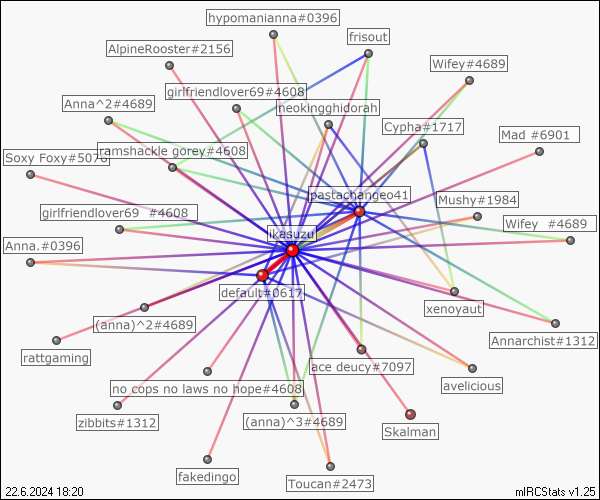 hypomanianna#0396
frisout
AlpineRooster#2156
Wifey#4689
girlfriendlover69#4608
Anna^2#4689
neokingghidorah
Cypha#1717
Mad #6901
ramshackle gorey#4608
Soxy Foxy#5076
pastachangeo41
Mushy#1984
girlfriendlover69 #4608
Wifey #4689
ikasuzu
Anna.#0396
default#0617
xenoyaut
(anna)^2#4689
Annarchist#1312
rattgaming
ace deucy#7097
avelicious
no cops no laws no hope#4608
zibbits#1312
(anna)^3#4689
Skalman
fakedingo
Toucan#2473
22.6.2024 18:20
mIRCStats v1.25